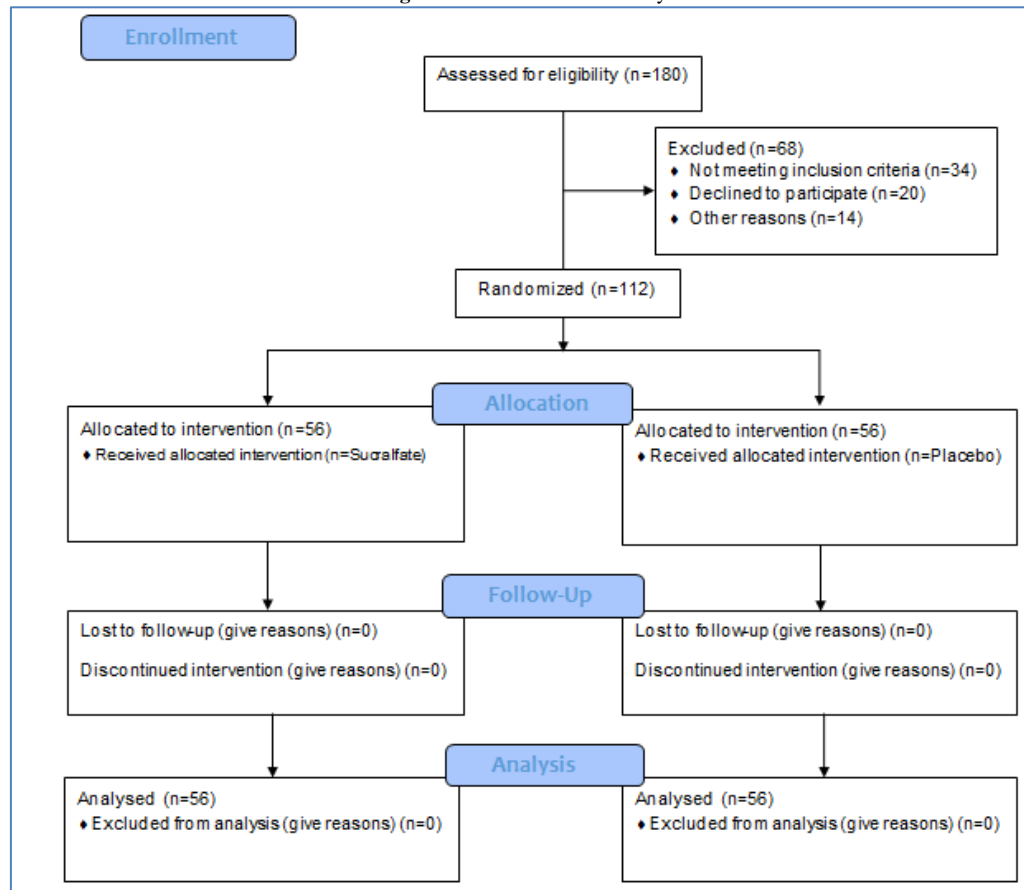 Enrollment
Assessed for eligibility (n=180)
Excluded (n=68)
♦ Not meeting inclusion criteria (n=34)
♦ Declined to participate (n=20)
♦ Other reasons (n=14)
Randomized (n=112)
Allocation
Allocated to intervention (n=56)
♦ Received allocated intervention (n=Sucralfate)
Allocated to intervention (n=56)
♦ Received allocated intervention (n=Placebo)
Follow-Up
Lost to follow-up (give reasons) (n=0)
Discontinued intervention (give reasons) (n=0)
Lost to follow-up (give reasons) (n=0)
Discontinued intervention (give reasons) (n=0)
Analysis
Analysed (n=56)
♦ Excluded from analysis (give reasons) (n=0)
Analysed (n=56)
♦ Excluded from analysis (give reasons) (n=0)